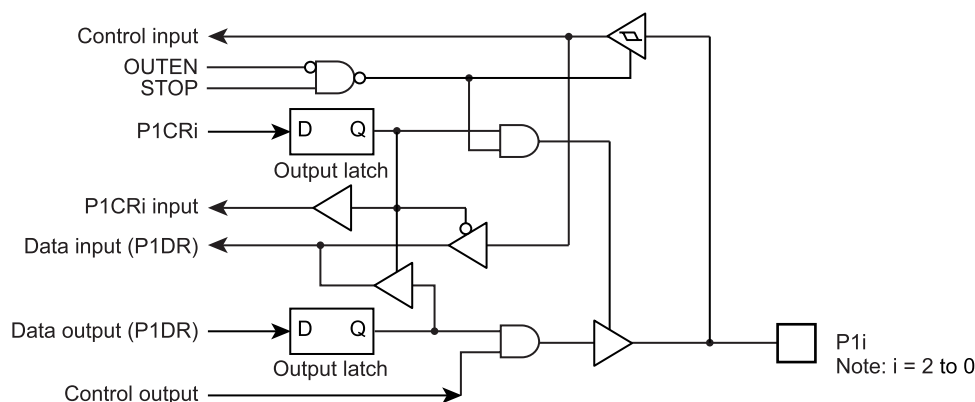 Control input
OUTEN
STOP
P1CRi
D Q
Output latch
P1CRi input
Data input (P1DR)
Data output (P1DR)
D Q
Output latch
Control output
P1i
Note: i = 2 to 0